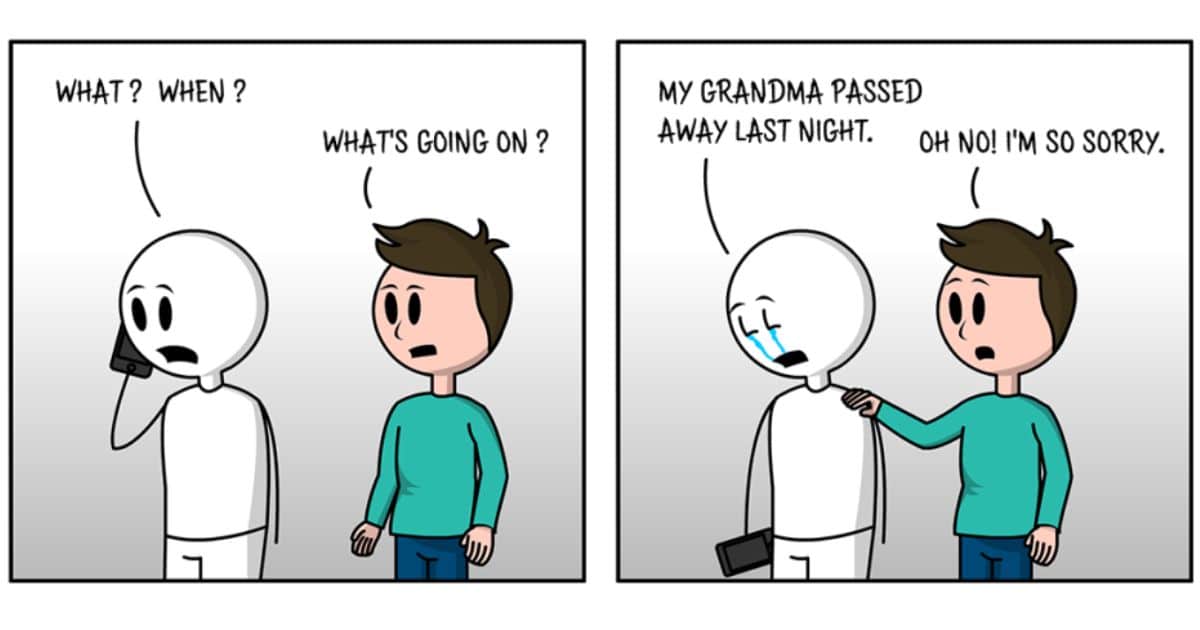 WHAT? WHEN?
WHAT'S GOING ON?
MY GRANDMA PASSED
AWAY LAST NIGHT.
OH NO! I'M SO SORRY.